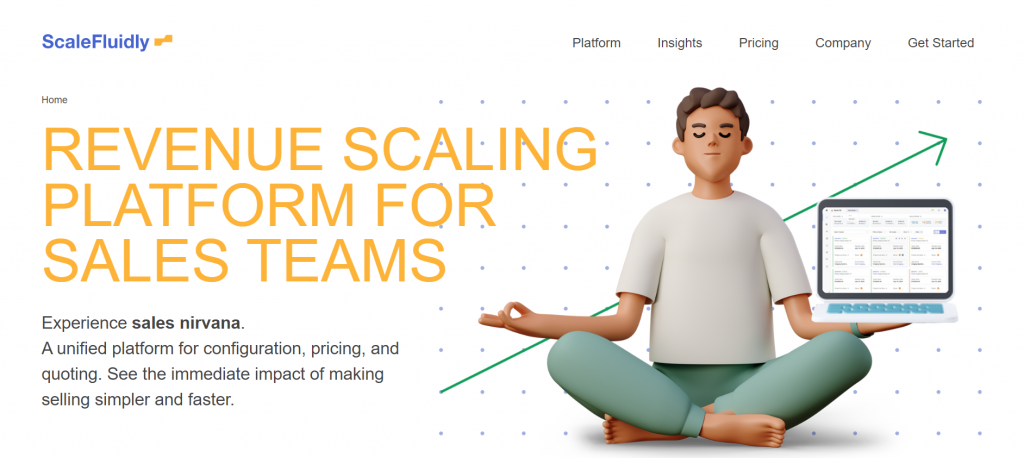 ScaleFluidly
Platform Insights Pricing Company Get Started
Home
REVENUE SCALING
PLATFORM FOR
SALES TEAMS
Experience sales nirvana.
A unified platform for configuration, pricing, and
quoting. See the immediate impact of making
selling simpler and faster.